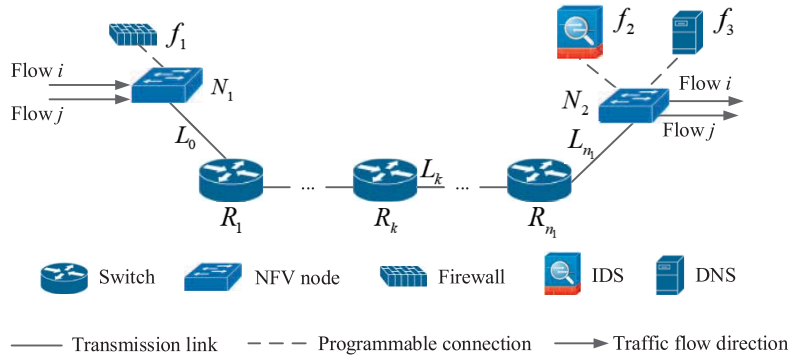 f1
f2
f3
Flow i
N1
N2
Flow i
Flow j
Flow j
L0
Ln1
Lk
...
...
R1
Rk
Rn1
Switch
NFV node
Firewall
IDS
DNS
Transmission link
Programmable connection
Traffic flow direction